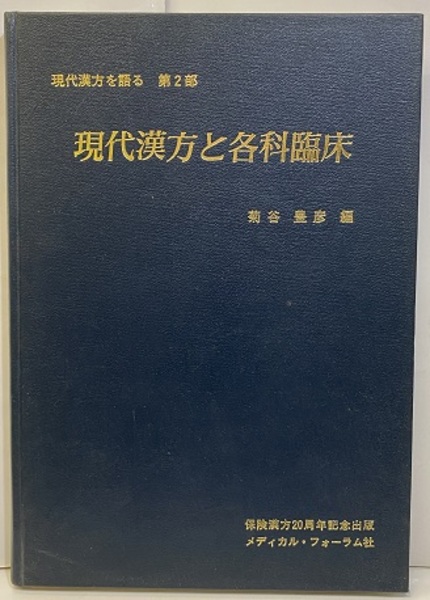 現代漢方を語る 第2部
現代漢方と各科臨床
菊谷 豊彦 編
保険漢方20周年記念出版
メディカル・フォーラム社